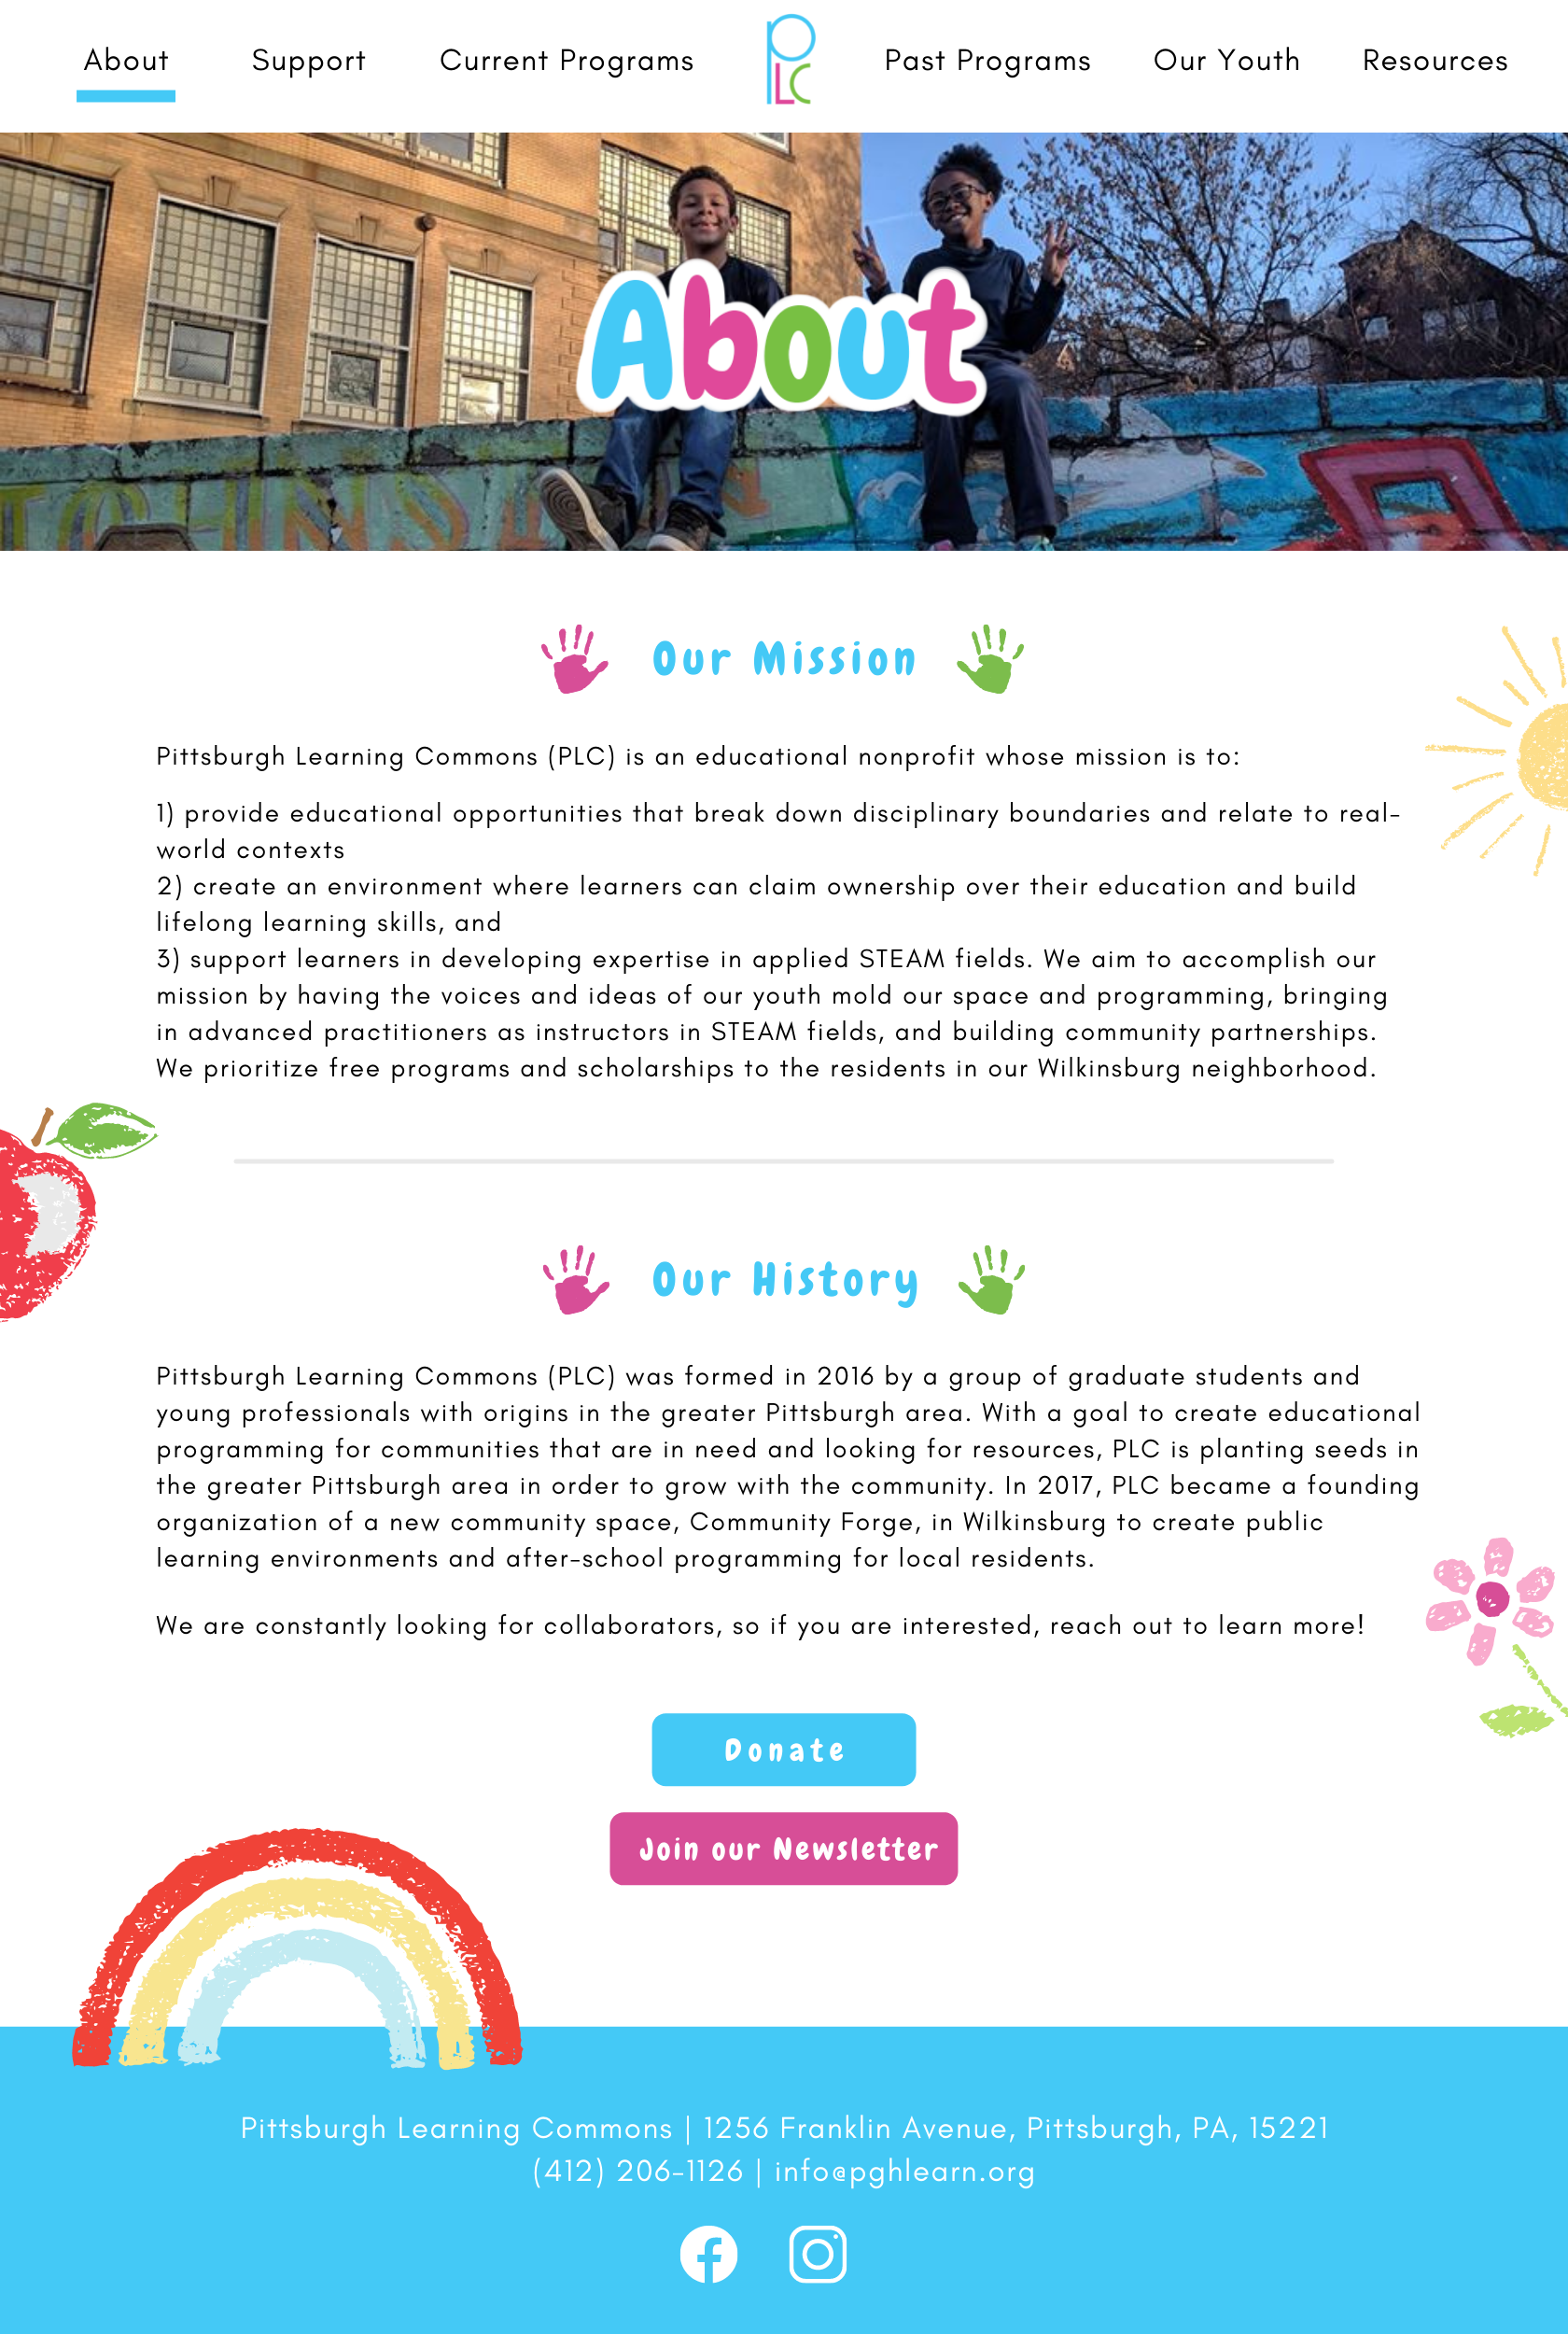 About Support Current Programs PLC Past Programs Our Youth Resources
About
Our Mission
Pittsburgh Learning Commons (PLC) is an educational nonprofit whose mission is to:
1) provide educational opportunities that break down disciplinary boundaries and relate to real-
world contexts
2) create an environment where learners can claim ownership over their education and build
lifelong learning skills, and
3) support learners in developing expertise in applied STEAM fields. We aim to accomplish our
mission by having the voices and ideas of our youth mold our space and programming, bringing
in advanced practitioners as instructors in STEAM fields, and building community partnerships.
We prioritize free programs and scholarships to the residents in our Wilkinsburg neighborhood.
Our History
Pittsburgh Learning Commons (PLC) was formed in 2016 by a group of graduate students and
young professionals with origins in the greater Pittsburgh area. With a goal to create educational
programming for communities that are in need and looking for resources, PLC is planting seeds in
the greater Pittsburgh area in order to grow with the community. In 2017, PLC became a founding
organization of a new community space, Community Forge, in Wilkinsburg to create public
learning environments and after-school programming for local residents.
We are constantly looking for collaborators, so if you are interested, reach out to learn more!
Donate
Join our Newsletter
Pittsburgh Learning Commons | 1256 Franklin Avenue, Pittsburgh, PA, 15221
(412) 206-1126 | info@pghlearn.org